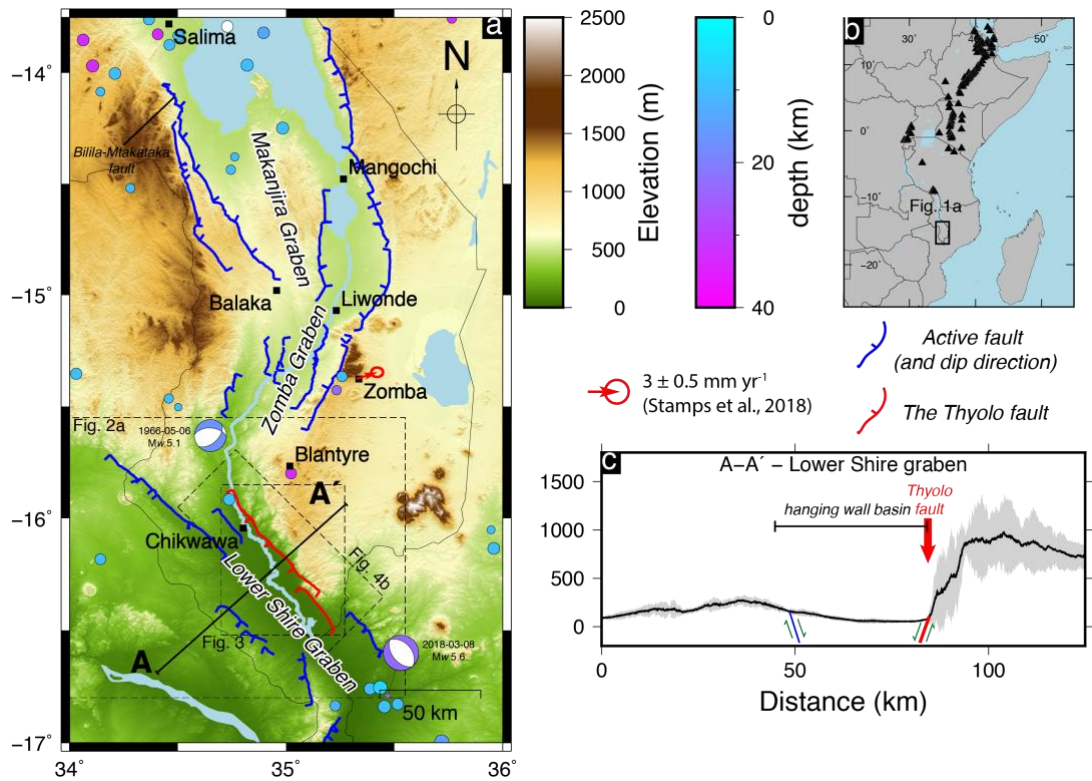 a
Salima
N
Bilila-Mtakataka
fault
Makanjira Graben
Mangochi
Balaka
Liwonde
Zomba Graben
Zomba
Fig. 2a
1966-05-06
Mw5.1
Blantyre
A´
Chikwawa
Fig. 4b
Lower Shire Graben
Fig. 3
A
2018-03-08
Mw5.6
50 km
−14°
−15°
−16°
−17°
34°
35°
36°
2500
2000
1500
1000
500
0
Elevation (m)
0
20
40
depth (km)
b
30°
40°
50°
10°
0°
−10°
−20°
Fig. 1a
Active fault
(and dip direction)
3 ± 0.5 mm yr⁻¹
(Stamps et al., 2018)
The Thyolo fault
c
A−A´ − Lower Shire graben
Thyolo
fault
hanging wall basin
1500
1000
500
0
0
50
100
Distance (km)